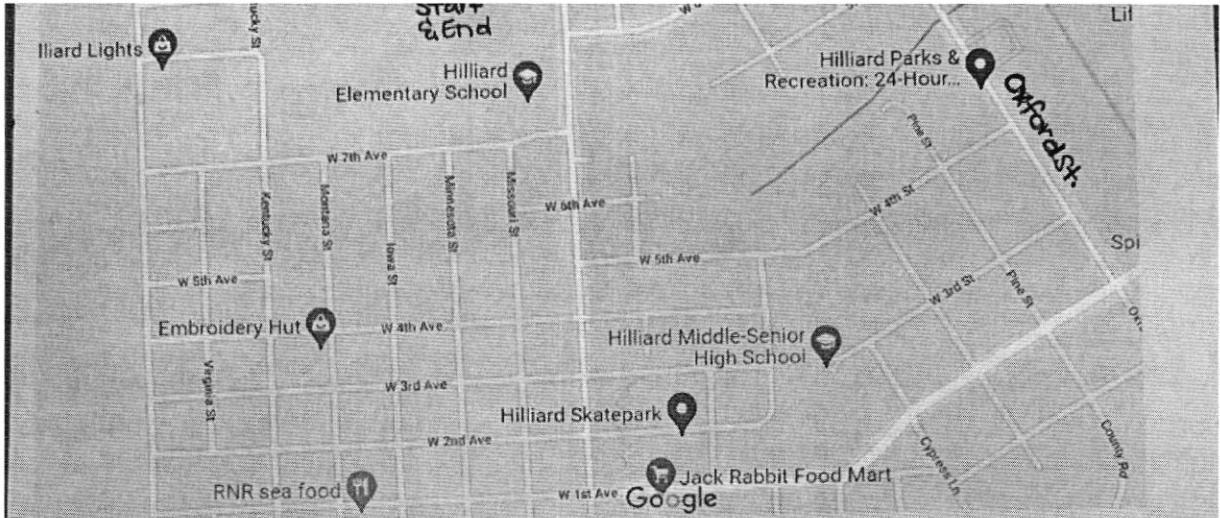 Start
& End
lliard Lights
Hilliard
Elementary School
Hilliard Parks &
Recreation: 24-Hour...
Lil
Oxford St.
ucky St
W 7th Ave
Kentucky St
Montana St
Iowa St
Minnesota St
Missouri St
W 6th Ave
Pine St
W 4th St
W 5th Ave
W 5th Ave
Spi
W 3rd St
Pine St
Embroidery Hut
W 4th Ave
Hilliard Middle-Senior
High School
Virginia St
W 3rd Ave
Hilliard Skatepark
W 2nd Ave
Cypress Ln
County Rd
RNR sea food
W 1st Ave
Google
Jack Rabbit Food Mart